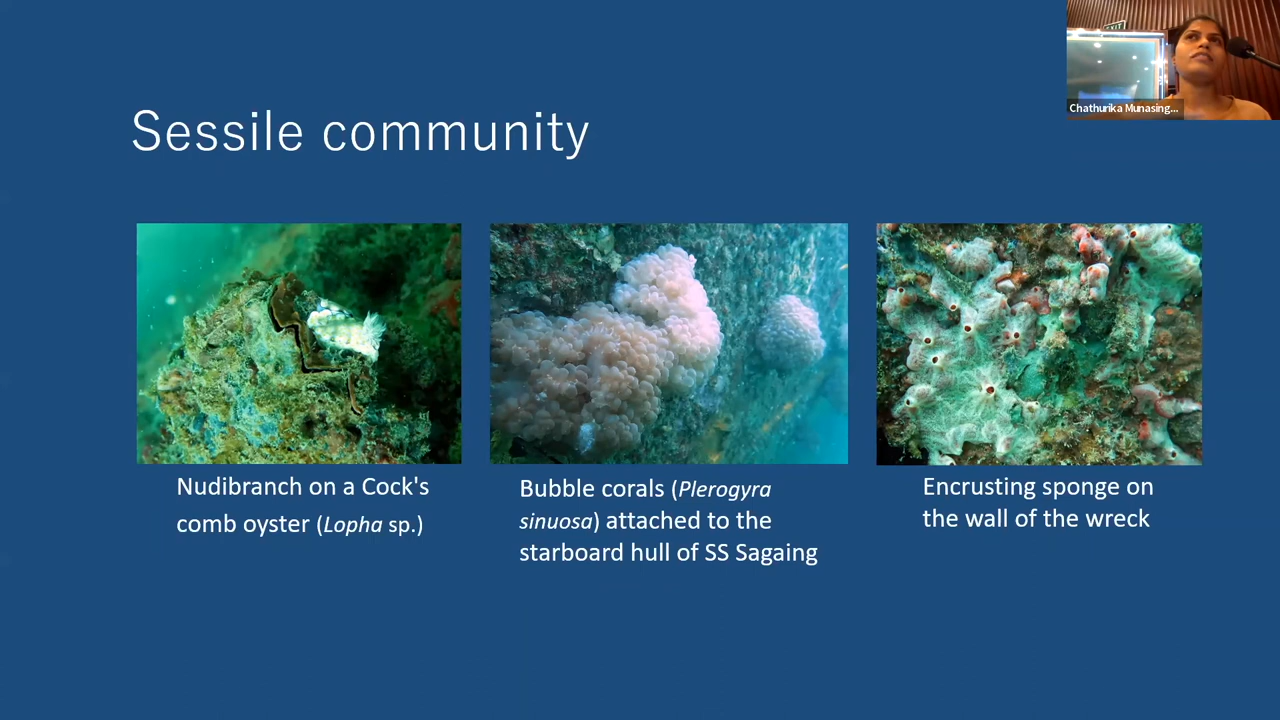 Chathurika Munasing...
Sessile community
Nudibranch on a Cock's
comb oyster (Lopha sp.)
Bubble corals (Plerogyra
sinuosa) attached to the
starboard hull of SS Sagaing
Encrusting sponge on
the wall of the wreck